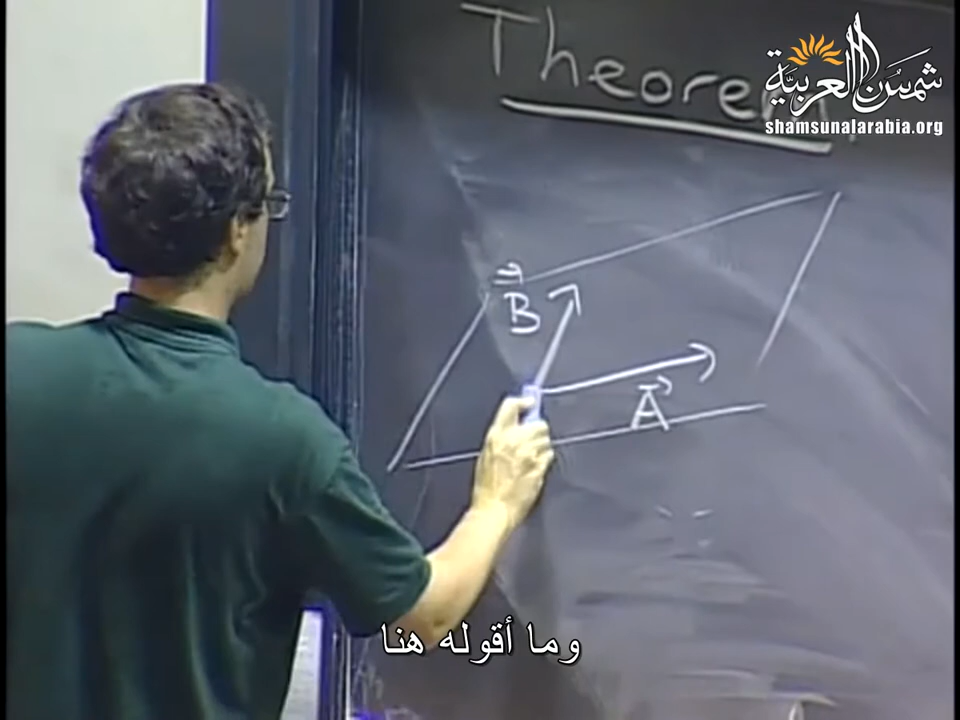 Theorem
شمس العربية
shamsunalarabia.org
B
A
وما أقوله هنا